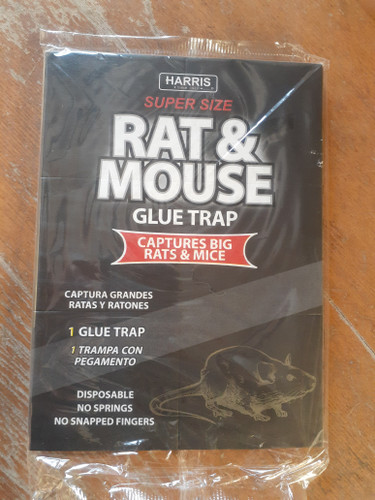 HARRIS
SUPER SIZE
RAT &
MOUSE
GLUE TRAP
CAPTURES BIG
RATS & MICE
CAPTURA GRANDES
RATAS Y RATONES
1 GLUE TRAP
1 TRAMPA CON
PEGAMENTO
DISPOSABLE
NO SPRINGS
NO SNAPPED FINGERS